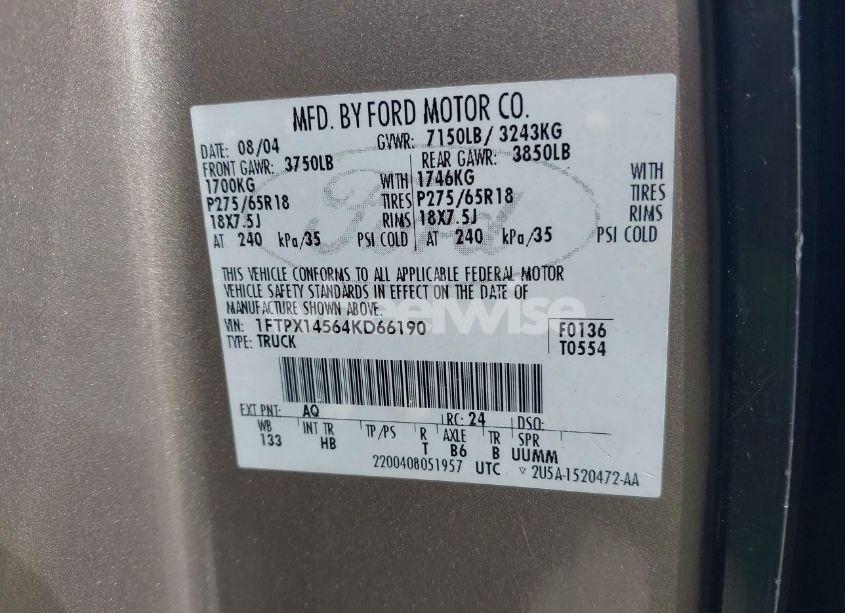 MFD. BY FORD MOTOR CO.
DATE: 08/04 GVWR: 7150LB/ 3243KG
FRONT GAWR: 3750LB REAR GAWR: 3850LB
1700KG WITH 1746KG WITH
P275/65R18 TIRES P275/65R18 TIRES
18X7.5J RIMS 18X7.5J RIMS
AT 240 kPa/35 PSI COLD AT 240 kPa/35 PSI COLD
THIS VEHICLE CONFORMS TO ALL APPLICABLE FEDERAL MOTOR
VEHICLE SAFETY STANDARDS IN EFFECT ON THE DATE OF
MANUFACTURE SHOWN ABOVE.
VIN: 1FTPX14564KD66190 F0136
TYPE: TRUCK T0554
EXT PNT: AQ RC: 24 DSO:
WB INT TR TP/PS R AXLE TR SPR
133 HB T B6 B UUMM
2200408051957 UTC ▽ 2U5A-1520472-AA
Ford